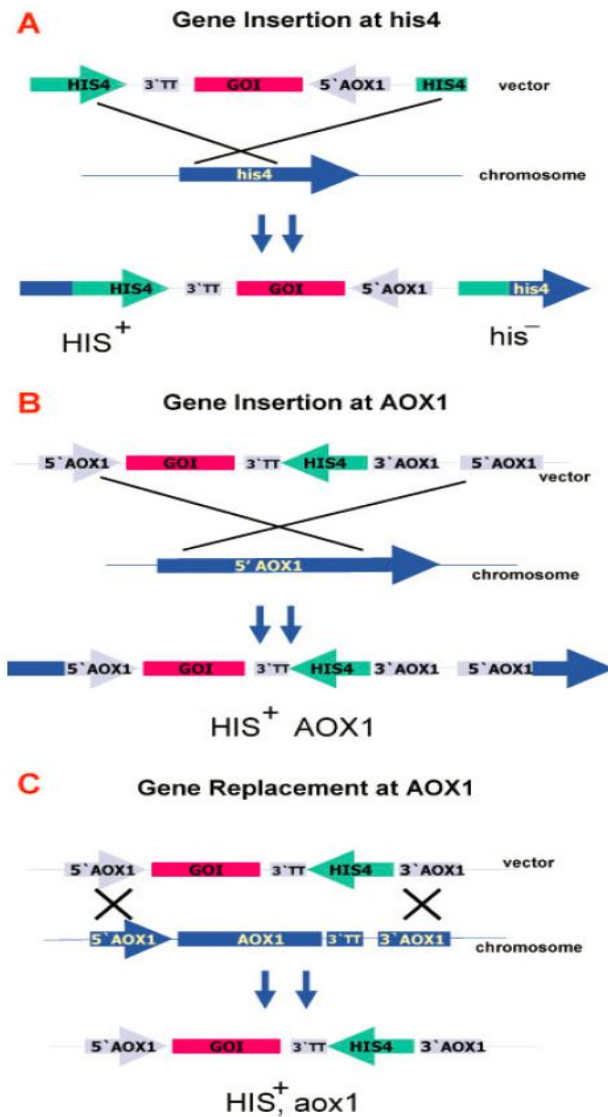 A Gene Insertion at his4
HIS4 3`TT GOI 5`AOX1 HIS4 vector
his4 chromosome
HIS4 3`TT GOI 5`AOX1 his4
HIS+ his−
B Gene Insertion at AOX1
5`AOX1 GOI 3`TT HIS4 3`AOX1 5`AOX1 vector
5' AOX1 chromosome
5`AOX1 GOI 3`TT HIS4 3`AOX1 5`AOX1
HIS+ AOX1
C Gene Replacement at AOX1
5`AOX1 GOI 3`TT HIS4 3`AOX1 vector
5`AOX1 AOX1 3`TT 3`AOX1 chromosome
5`AOX1 GOI 3`TT HIS4 3`AOX1
HIS+, aox1